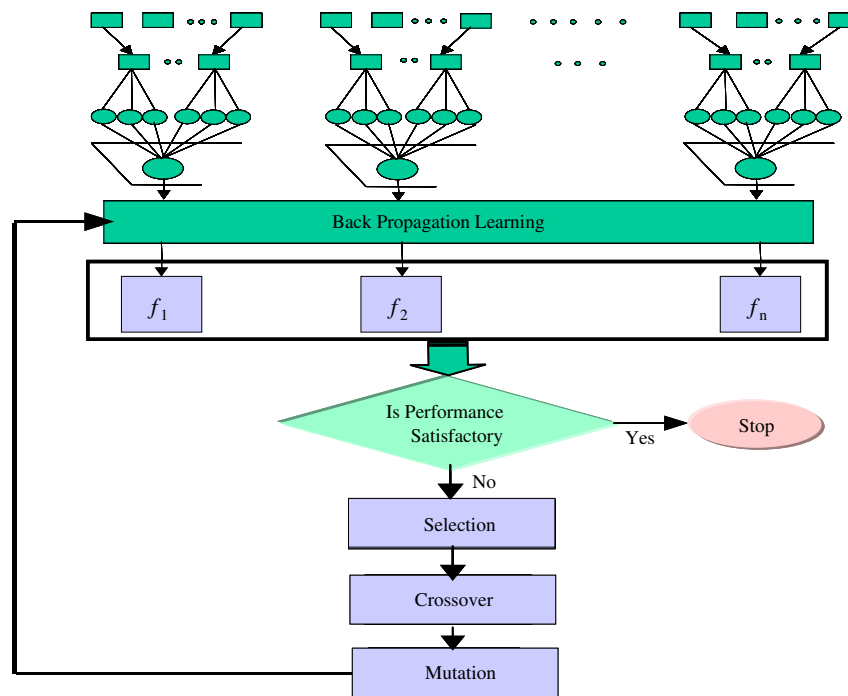 Back Propagation Learning
f1
f2
fn
Is Performance
Satisfactory
Yes
Stop
No
Selection
Crossover
Mutation